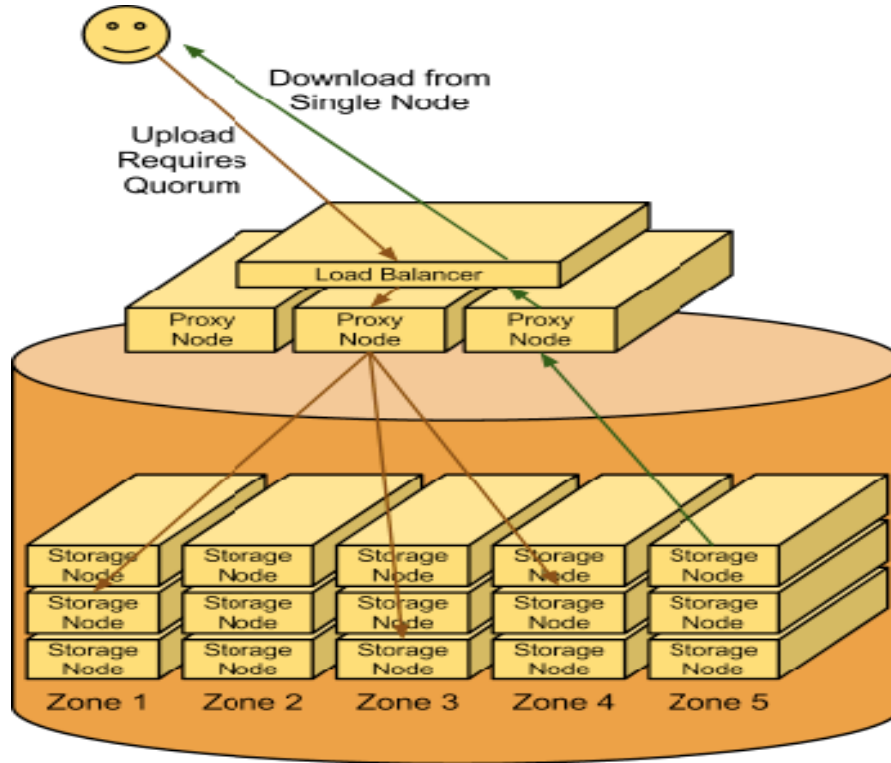 Download from
Single Node
Upload
Requires
Quorum
Load Balancer
Proxy
Node
Proxy
Node
Proxy
Node
Storage
Node
Storage
Node
Storage
Node
Storage
Node
Storage
Node
Storage
Node
Storage
Node
Storage
Node
Storage
Node
Storage
Node
Storage
Node
Storage
Node
Storage
Node
Storage
Node
Storage
Node
Zone 1
Zone 2
Zone 3
Zone 4
Zone 5